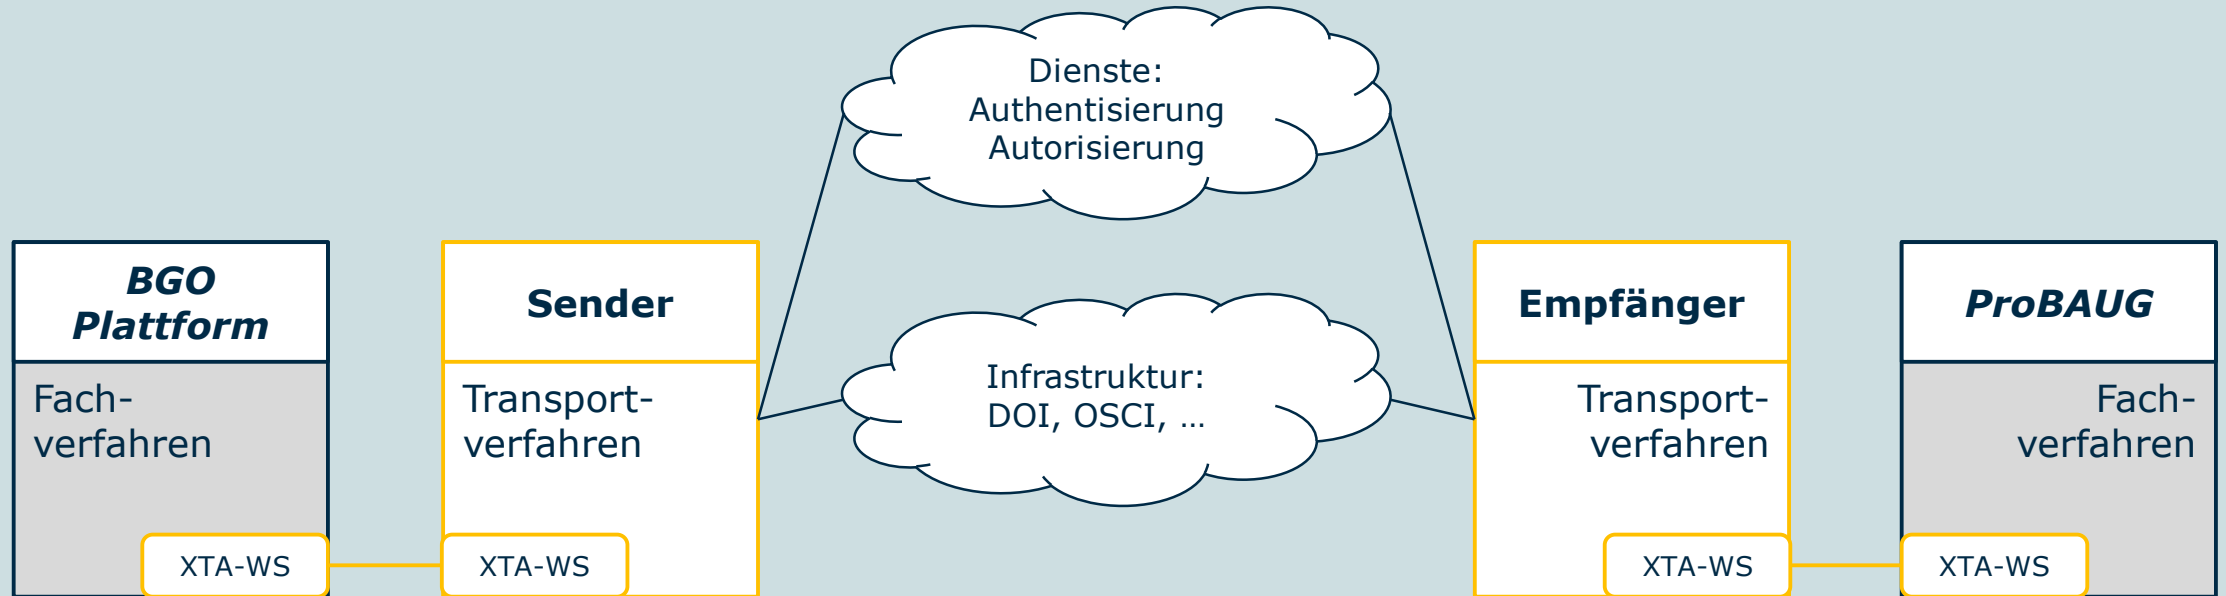 Dienste:
Authentisierung
Autorisierung
BGO
Plattform
Fach-
verfahren
XTA-WS
Sender
Transport-
verfahren
XTA-WS
Infrastruktur:
DOI, OSCI, …
Empfänger
Transport-
verfahren
XTA-WS
ProBAUG
Fach-
verfahren
XTA-WS